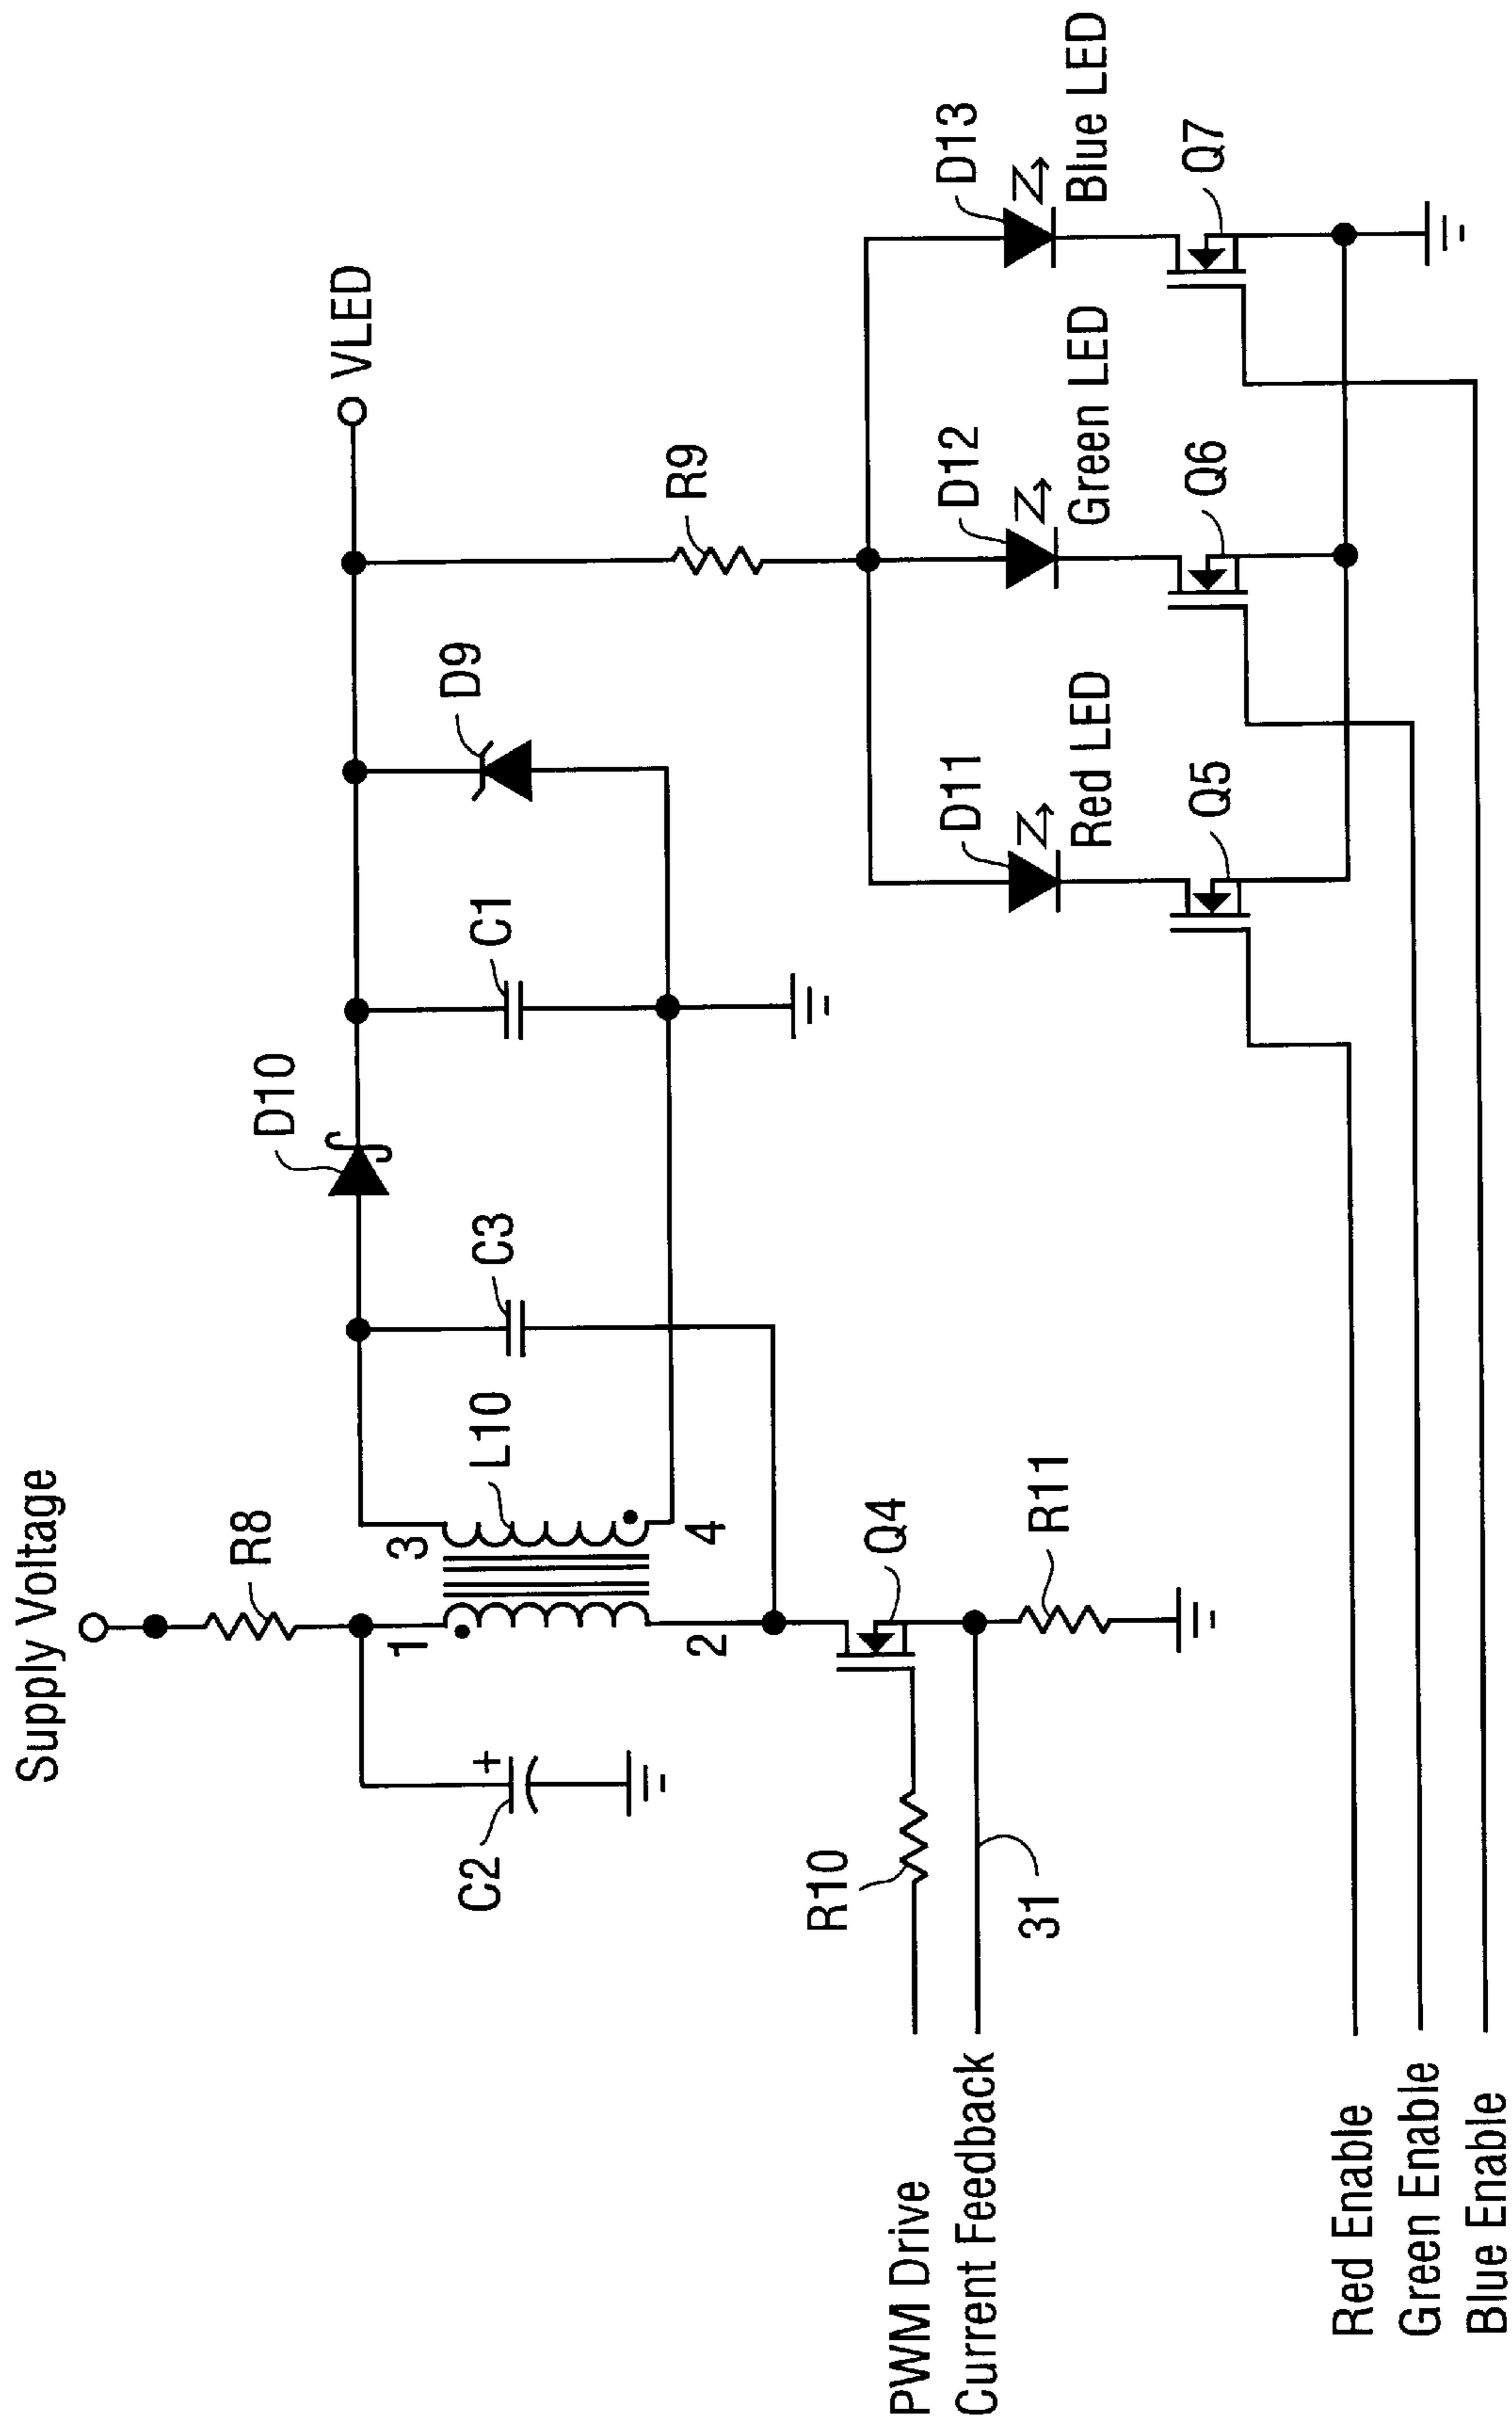 Supply Voltage
R8
C2
+
1
2
3
4
L10
C3
D10
C1
D9
VLED
R9
R10
Q4
R11
31
PWM Drive
Current Feedback
D11
Red LED
D12
Green LED
D13
Blue LED
Q5
Q6
Q7
Red Enable
Green Enable
Blue Enable